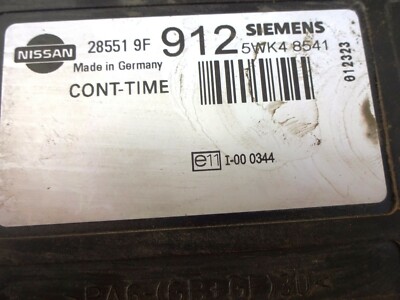 NISSAN
28551 9F 912
SIEMENS
5WK4 8541
Made in Germany
CONT-TIME
012323
e11 I-00 0344